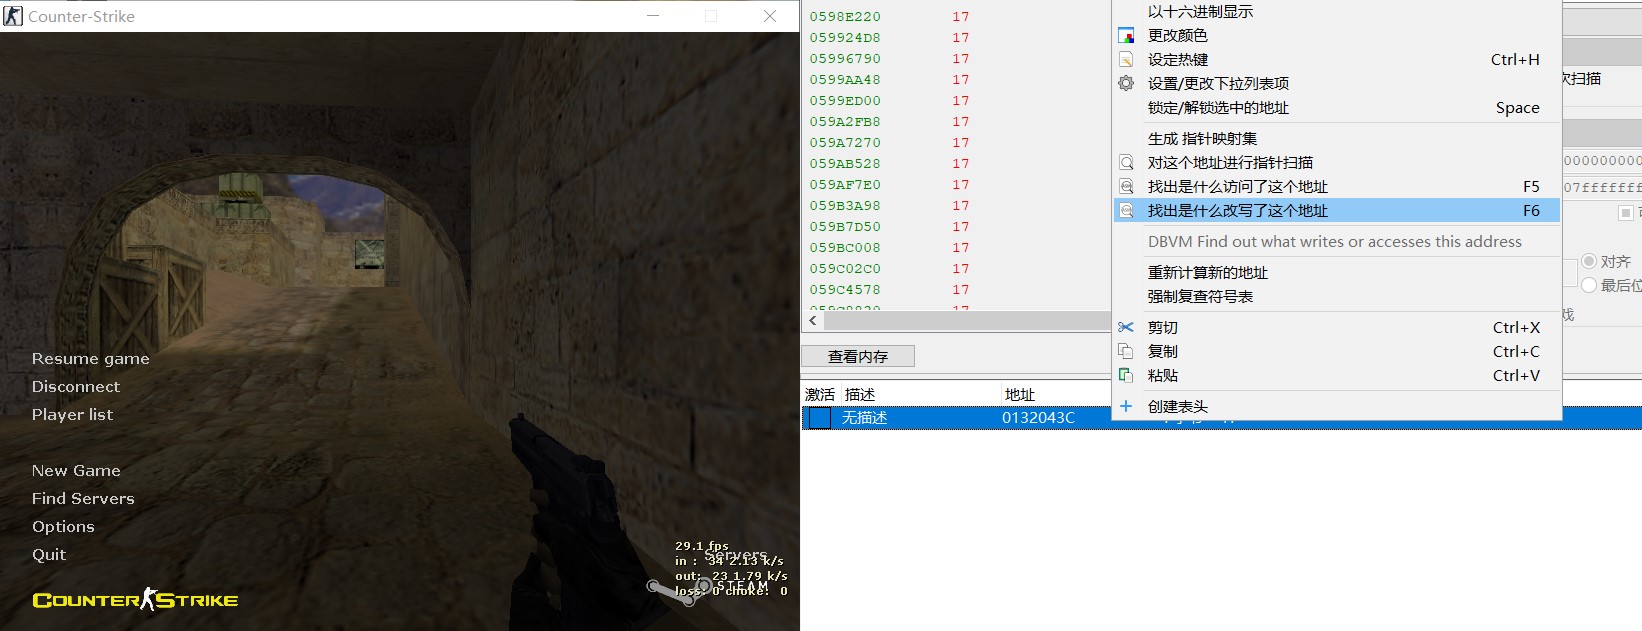 Counter-Strike
Resume game
Disconnect
Player list
New Game
Find Servers
Options
Quit
COUNTER STRIKE
29.1 fps
Servers
in : 34 2.13 k/s
out: 23 1.79 k/s
STEAM
loss: 0 choke: 0
0598E220 17
059924D8 17
05996790 17
0599AA48 17
0599ED00 17
059A2FB8 17
059A7270 17
059AB528 17
059AF7E0 17
059B3A98 17
059B7D50 17
059BC008 17
059C02C0 17
059C4578 17
查看内存
激活 描述 地址
无描述 0132043C
以十六进制显示
更改颜色
设定热键 Ctrl+H
设置/更改下拉列表项
锁定/解锁选中的地址 Space
生成 指针映射集
对这个地址进行指针扫描
找出是什么访问了这个地址 F5
找出是什么改写了这个地址 F6
DBVM Find out what writes or accesses this address
重新计算新的地址
强制复查符号表
剪切 Ctrl+X
复制 Ctrl+C
粘贴 Ctrl+V
创建表头
次扫描
000000000
07fffffff
对齐
最后位
戏